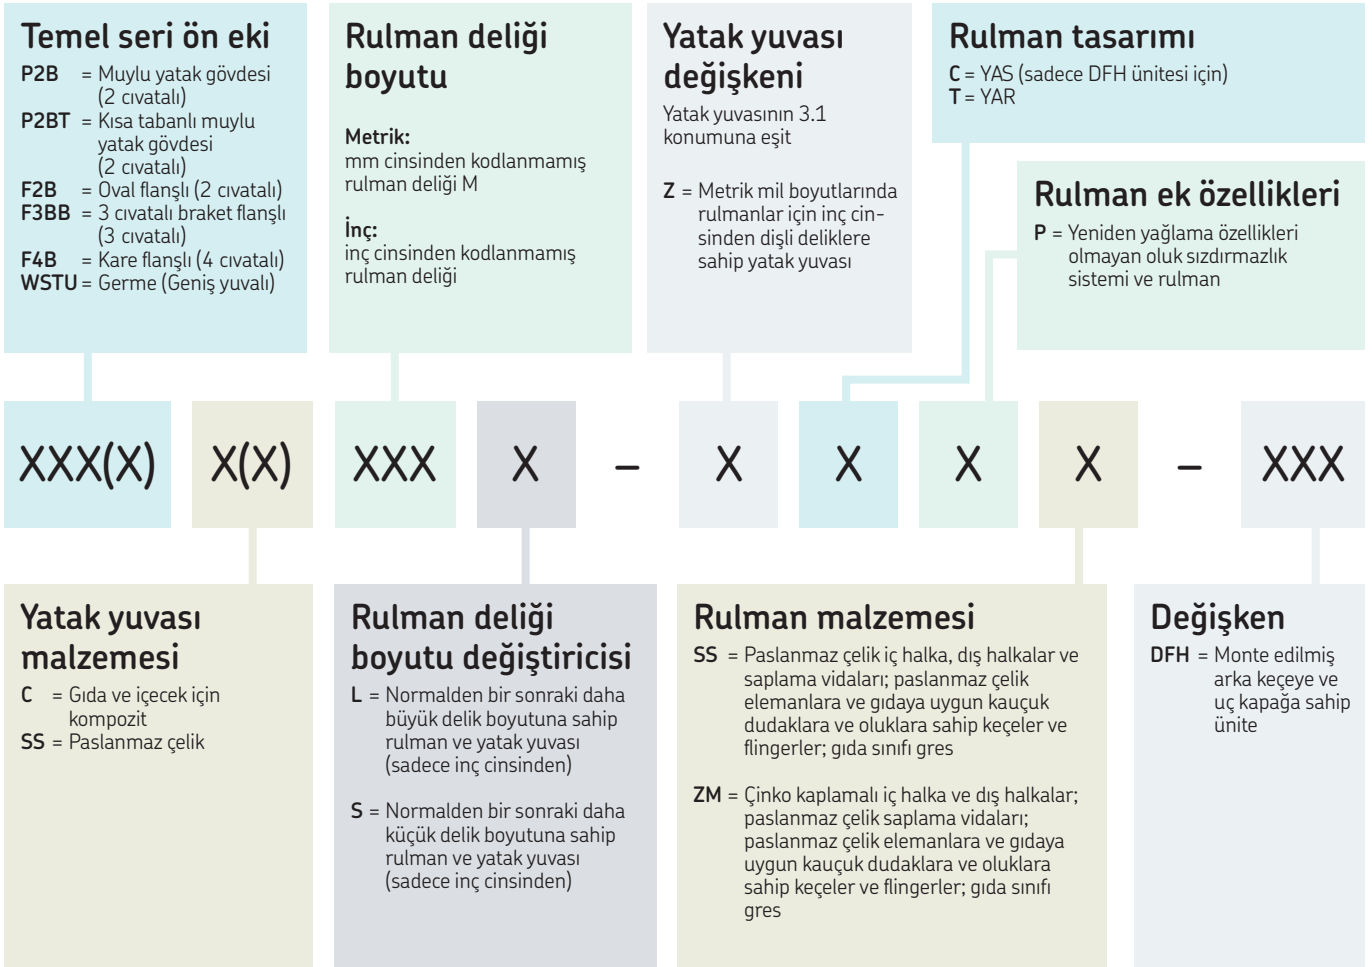 Temel seri ön eki
P2B = Muylu yatak gövdesi
(2 cıvatalı)
P2BT = Kısa tabanlı muylu
yatak gövdesi
(2 cıvatalı)
F2B = Oval flanşlı (2 cıvatalı)
F3BB = 3 cıvatalı braket flanşlı
(3 cıvatalı)
F4B = Kare flanşlı (4 cıvatalı)
WSTU = Germe (Geniş yuvalı)
Rulman deliği
boyutu
Metrik:
mm cinsinden kodlanmamış
rulman deliği M
İnç:
inç cinsinden kodlanmamış
rulman deliği
Yatak yuvası
değişkeni
Yatak yuvasının 3.1
konumuna eşit
Z = Metrik mil boyutlarında
rulmanlar için inç cin-
sinden dişli deliklere
sahip yatak yuvası
Rulman tasarımı
C = YAS (sadece DFH ünitesi için)
T = YAR
Rulman ek özellikleri
P = Yeniden yağlama özellikleri
olmayan oluk sızdırmazlık
sistemi ve rulman
XXX(X) X(X) XXX X – X X X X – XXX
Yatak yuvası
malzemesi
C = Gıda ve içecek için
kompozit
SS = Paslanmaz çelik
Rulman deliği
boyutu değiştiricisi
L = Normalden bir sonraki daha
büyük delik boyutuna sahip
rulman ve yatak yuvası
(sadece inç cinsinden)
S = Normalden bir sonraki daha
küçük delik boyutuna sahip
rulman ve yatak yuvası
(sadece inç cinsinden)
Rulman malzemesi
SS = Paslanmaz çelik iç halka, dış halkalar ve
saplama vidaları; paslanmaz çelik
elemanlara ve gıdaya uygun kauçuk
dudaklara ve oluklara sahip keçeler ve
flingerler; gıda sınıfı gres
ZM = Çinko kaplamalı iç halka ve dış halkalar;
paslanmaz çelik saplama vidaları;
paslanmaz çelik elemanlara ve gıdaya
uygun kauçuk dudaklara ve oluklara
sahip keçeler ve flingerler; gıda sınıfı
gres
Değişken
DFH = Monte edilmiş
arka keçeye ve
uç kapağa sahip
ünite